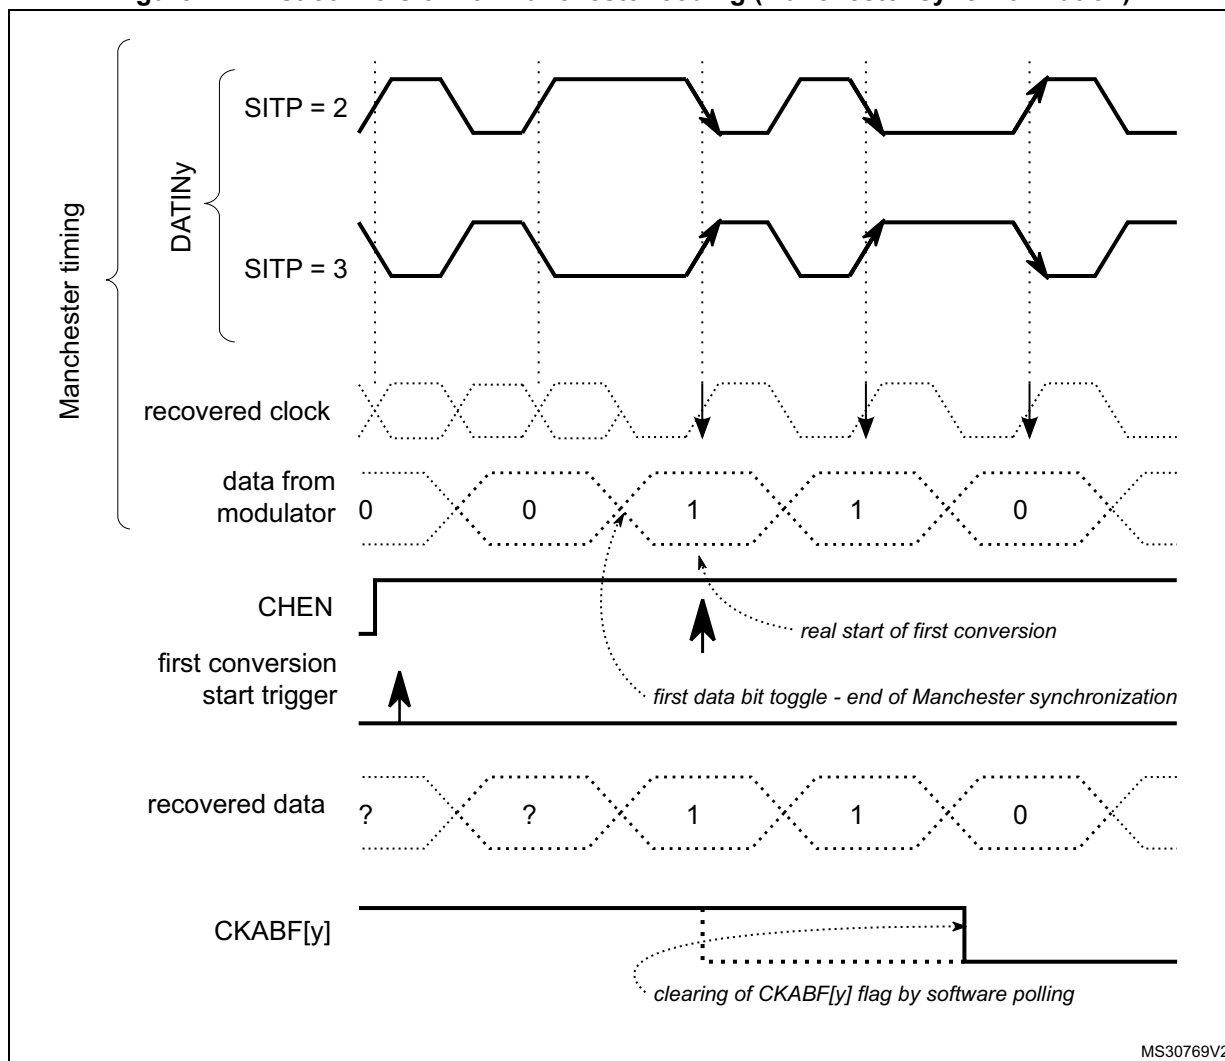 SITP = 2
DATINy
Manchester timing
SITP = 3
recovered clock
data from
modulator
0 0 1 1 0
CHEN
real start of first conversion
first conversion
start trigger
first data bit toggle - end of Manchester synchronization
recovered data
? ? 1 1 0
CKABF[y]
clearing of CKABF[y] flag by software polling
MS30769V2